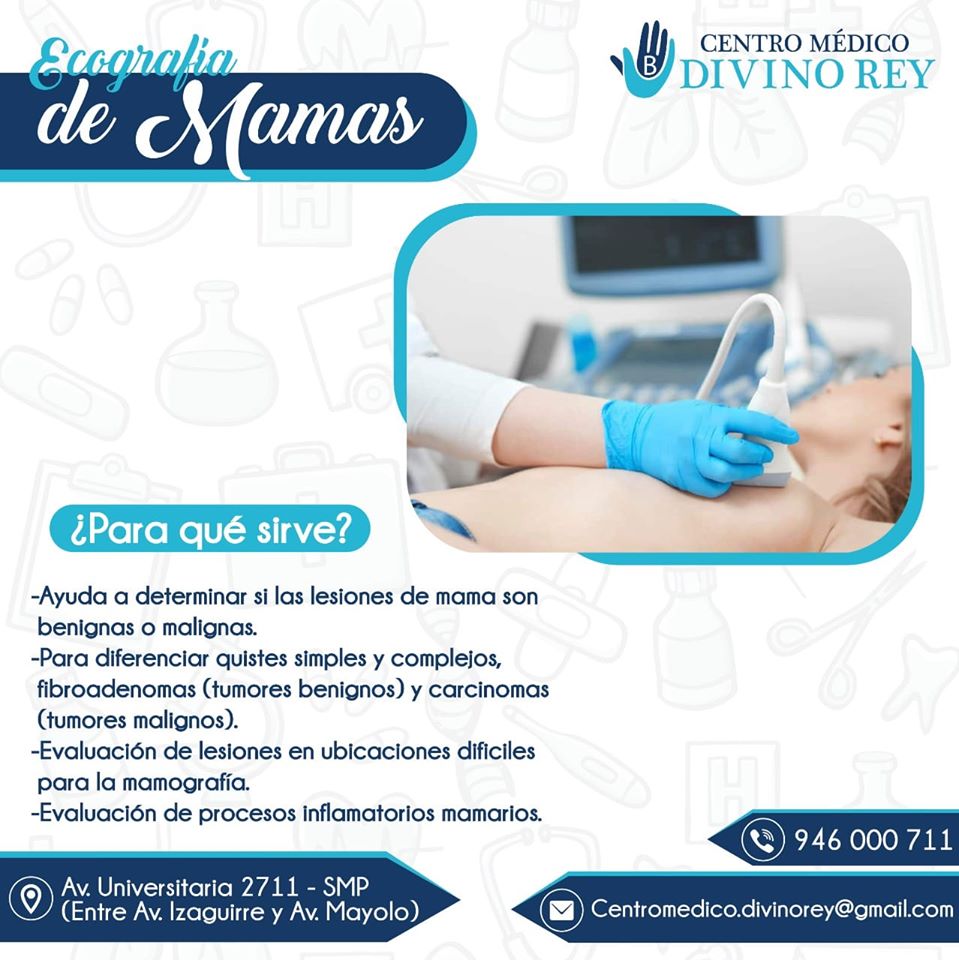 Ecografía
de Mamas
CENTRO MÉDICO
B
DIVINO REY
¿Para qué sirve?
-Ayuda a determinar si las lesiones de mama son
benignas o malignas.
-Para diferenciar quistes simples y complejos,
fibroadenomas (tumores benignos) y carcinomas
(tumores malignos).
-Evaluación de lesiones en ubicaciones dificiles
para la mamografía.
-Evaluación de procesos inflamatorios mamarios.
946 000 711
Av. Universitaria 2711 - SMP
(Entre Av. Izaguirre y Av. Mayolo)
Centromedico.divinorey@gmail.com